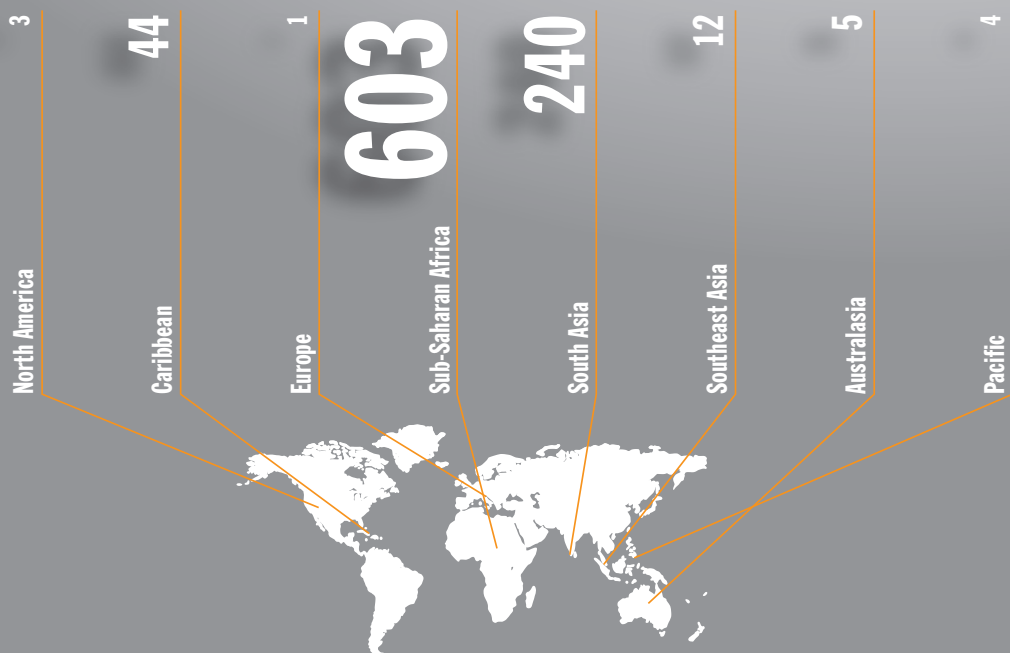 North America 3
Caribbean 44
Europe 1
Sub-Saharan Africa 603
South Asia 240
Southeast Asia 12
Australasia 5
Pacific 4